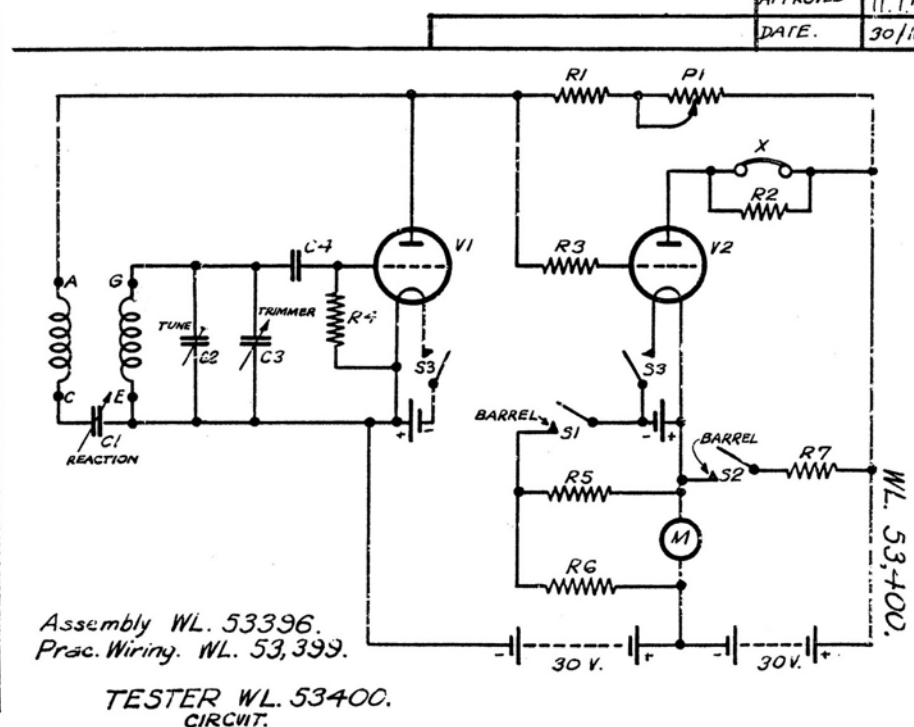 DATE.
30/1
R1
P1
X
R2
V1
V2
C4
R3
R4
A
G
TUNE
C2
TRIMMER
C3
S3
S3
C
E
C1
REACTION
+
-
BARREL
S1
-
+
BARREL
S2
R7
R5
M
R6
WL. 53,400.
-
30 V.
+
-
30V.
+
Assembly WL. 53396.
Prac. Wiring. WL. 53,399.
TESTER WL. 53400.
CIRCUIT.